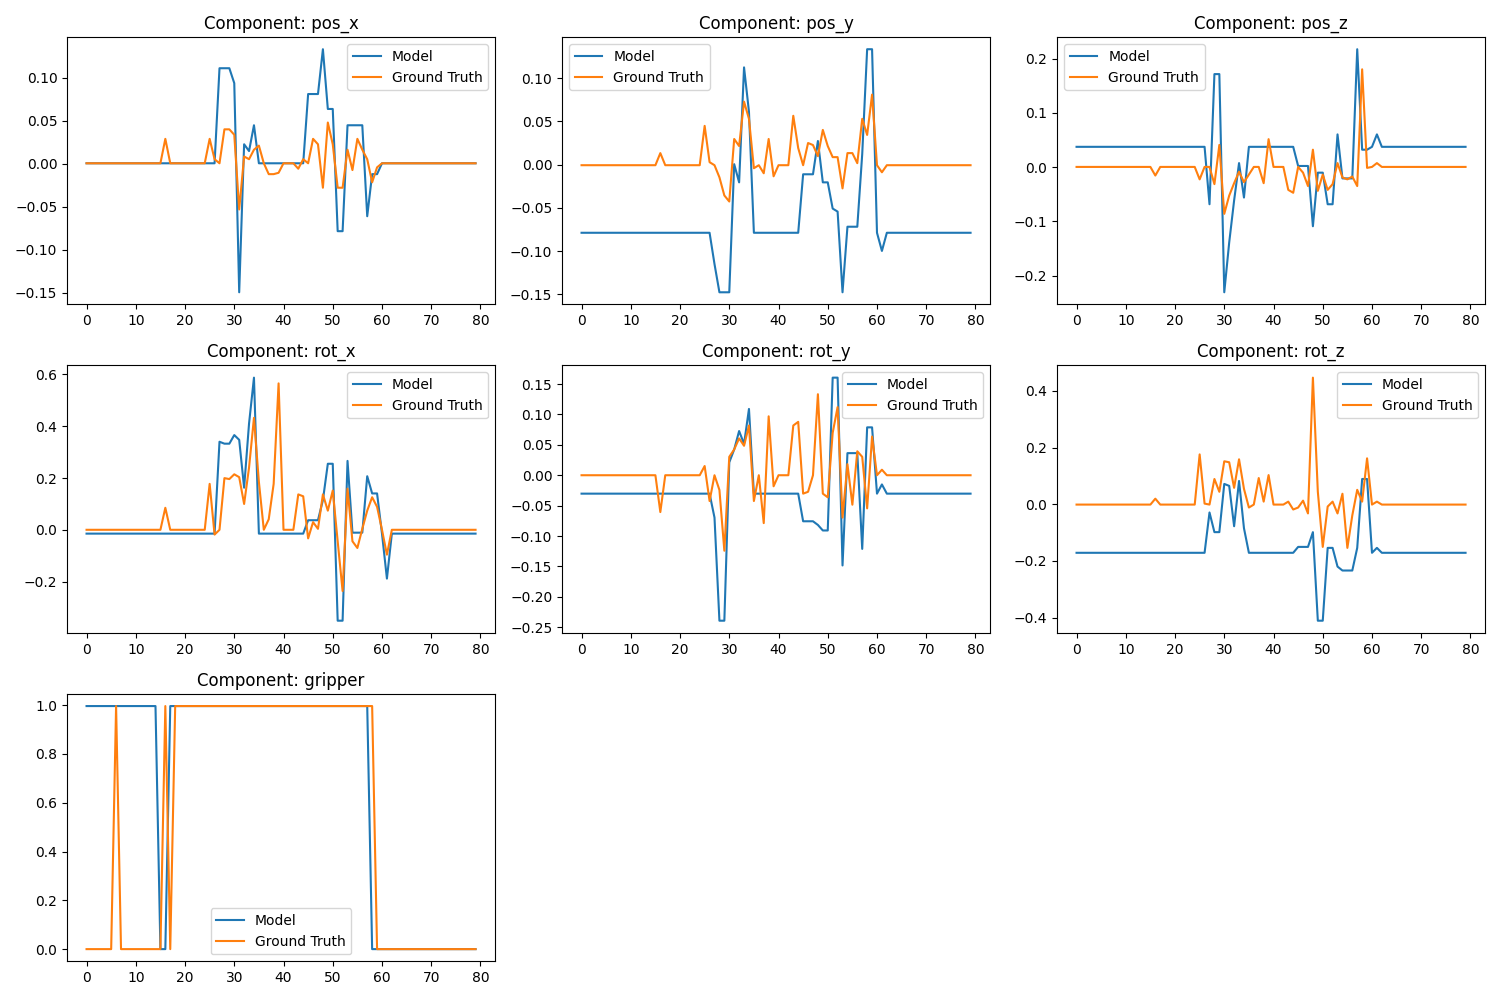 Component: pos_x
0.10
0.05
0.00
−0.05
−0.10
−0.15
0 10 20 30 40 50 60 70 80
Model
Ground Truth
Component: pos_y
0.10
0.05
0.00
−0.05
−0.10
−0.15
0 10 20 30 40 50 60 70 80
Model
Ground Truth
Component: pos_z
0.2
0.1
0.0
−0.1
−0.2
0 10 20 30 40 50 60 70 80
Model
Ground Truth
Component: rot_x
0.6
0.4
0.2
0.0
−0.2
0 10 20 30 40 50 60 70 80
Model
Ground Truth
Component: rot_y
0.15
0.10
0.05
0.00
−0.05
−0.10
−0.15
−0.20
−0.25
0 10 20 30 40 50 60 70 80
Model
Ground Truth
Component: rot_z
0.4
0.2
0.0
−0.2
−0.4
0 10 20 30 40 50 60 70 80
Model
Ground Truth
Component: gripper
1.0
0.8
0.6
0.4
0.2
0.0
0 10 20 30 40 50 60 70 80
Model
Ground Truth